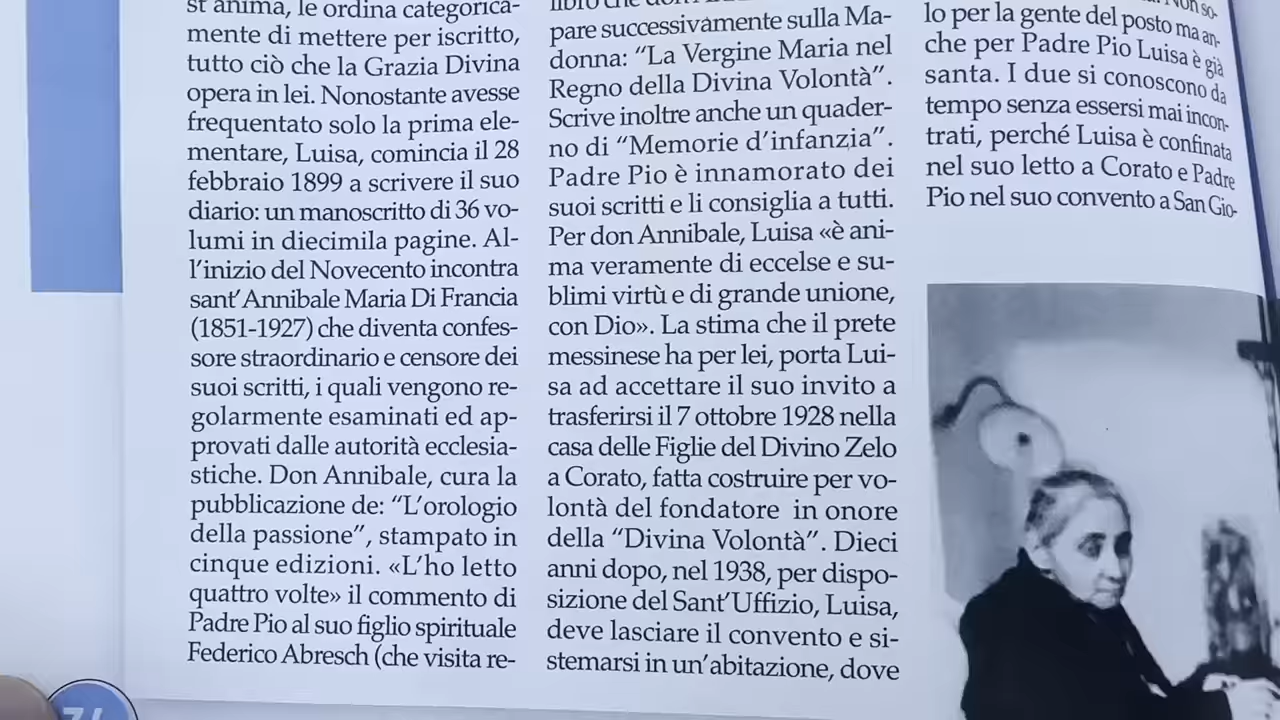 st'anima, le ordina categorica-
mente di mettere per iscritto,
tutto ciò che la Grazia Divina
opera in lei. Nonostante avesse
frequentato solo la prima ele-
mentare, Luisa, comincia il 28
febbraio 1899 a scrivere il suo
diario: un manoscritto di 36 vo-
lumi in diecimila pagine. Al-
l'inizio del Novecento incontra
sant'Annibale Maria Di Francia
(1851-1927) che diventa confes-
sore straordinario e censore dei
suoi scritti, i quali vengono re-
golarmente esaminati ed ap-
provati dalle autorità ecclesia-
stiche. Don Annibale, cura la
pubblicazione de: "L'orologio
della passione", stampato in
cinque edizioni. «L'ho letto
quattro volte» il commento di
Padre Pio al suo figlio spirituale
Federico Abresch (che visita re-
pare successivamente sulla Ma-
donna: "La Vergine Maria nel
Regno della Divina Volontà".
Scrive inoltre anche un quader-
no di "Memorie d'infanzia".
Padre Pio è innamorato dei
suoi scritti e li consiglia a tutti.
Per don Annibale, Luisa «è ani-
ma veramente di eccelse e su-
blimi virtù e di grande unione,
con Dio». La stima che il prete
messinese ha per lei, porta Lui-
sa ad accettare il suo invito a
trasferirsi il 7 ottobre 1928 nella
casa delle Figlie del Divino Zelo
a Corato, fatta costruire per vo-
lontà del fondatore in onore
della "Divina Volontà". Dieci
anni dopo, nel 1938, per dispo-
sizione del Sant'Uffizio, Luisa,
deve lasciare il convento e si-
stemarsi in un'abitazione, dove
Non so-
lo per la gente del posto ma an-
che per Padre Pio Luisa è già
santa. I due si conoscono da
tempo senza essersi mai incon-
trati, perché Luisa è confinata
nel suo letto a Corato e Padre
Pio nel suo convento a San Gio-